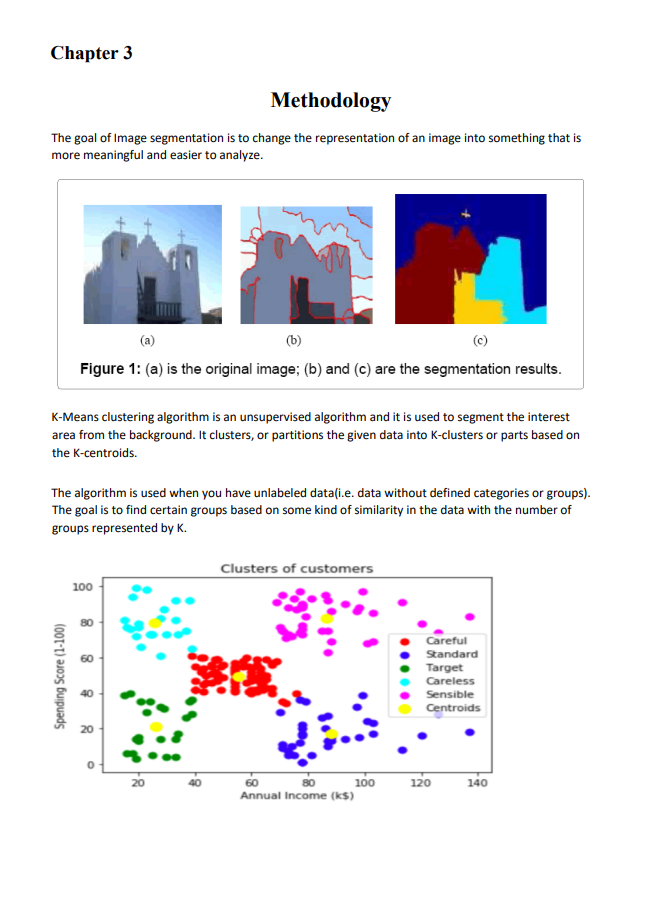 Chapter 3
Methodology
The goal of Image segmentation is to change the representation of an image into something that is
more meaningful and easier to analyze.
(a)
(b)
(c)
Figure 1: (a) is the original image; (b) and (c) are the segmentation results.
K-Means clustering algorithm is an unsupervised algorithm and it is used to segment the interest
area from the background. It clusters, or partitions the given data into K-clusters or parts based on
the K-centroids.
The algorithm is used when you have unlabeled data(i.e. data without defined categories or groups).
The goal is to find certain groups based on some kind of similarity in the data with the number of
groups represented by K.
Clusters of customers
Spending Score (1-100)
100
80
60
40
20
0
Careful
Standard
Target
Careless
Sensible
Centroids
20 40 60 80 100 120 140
Annual Income (k$)